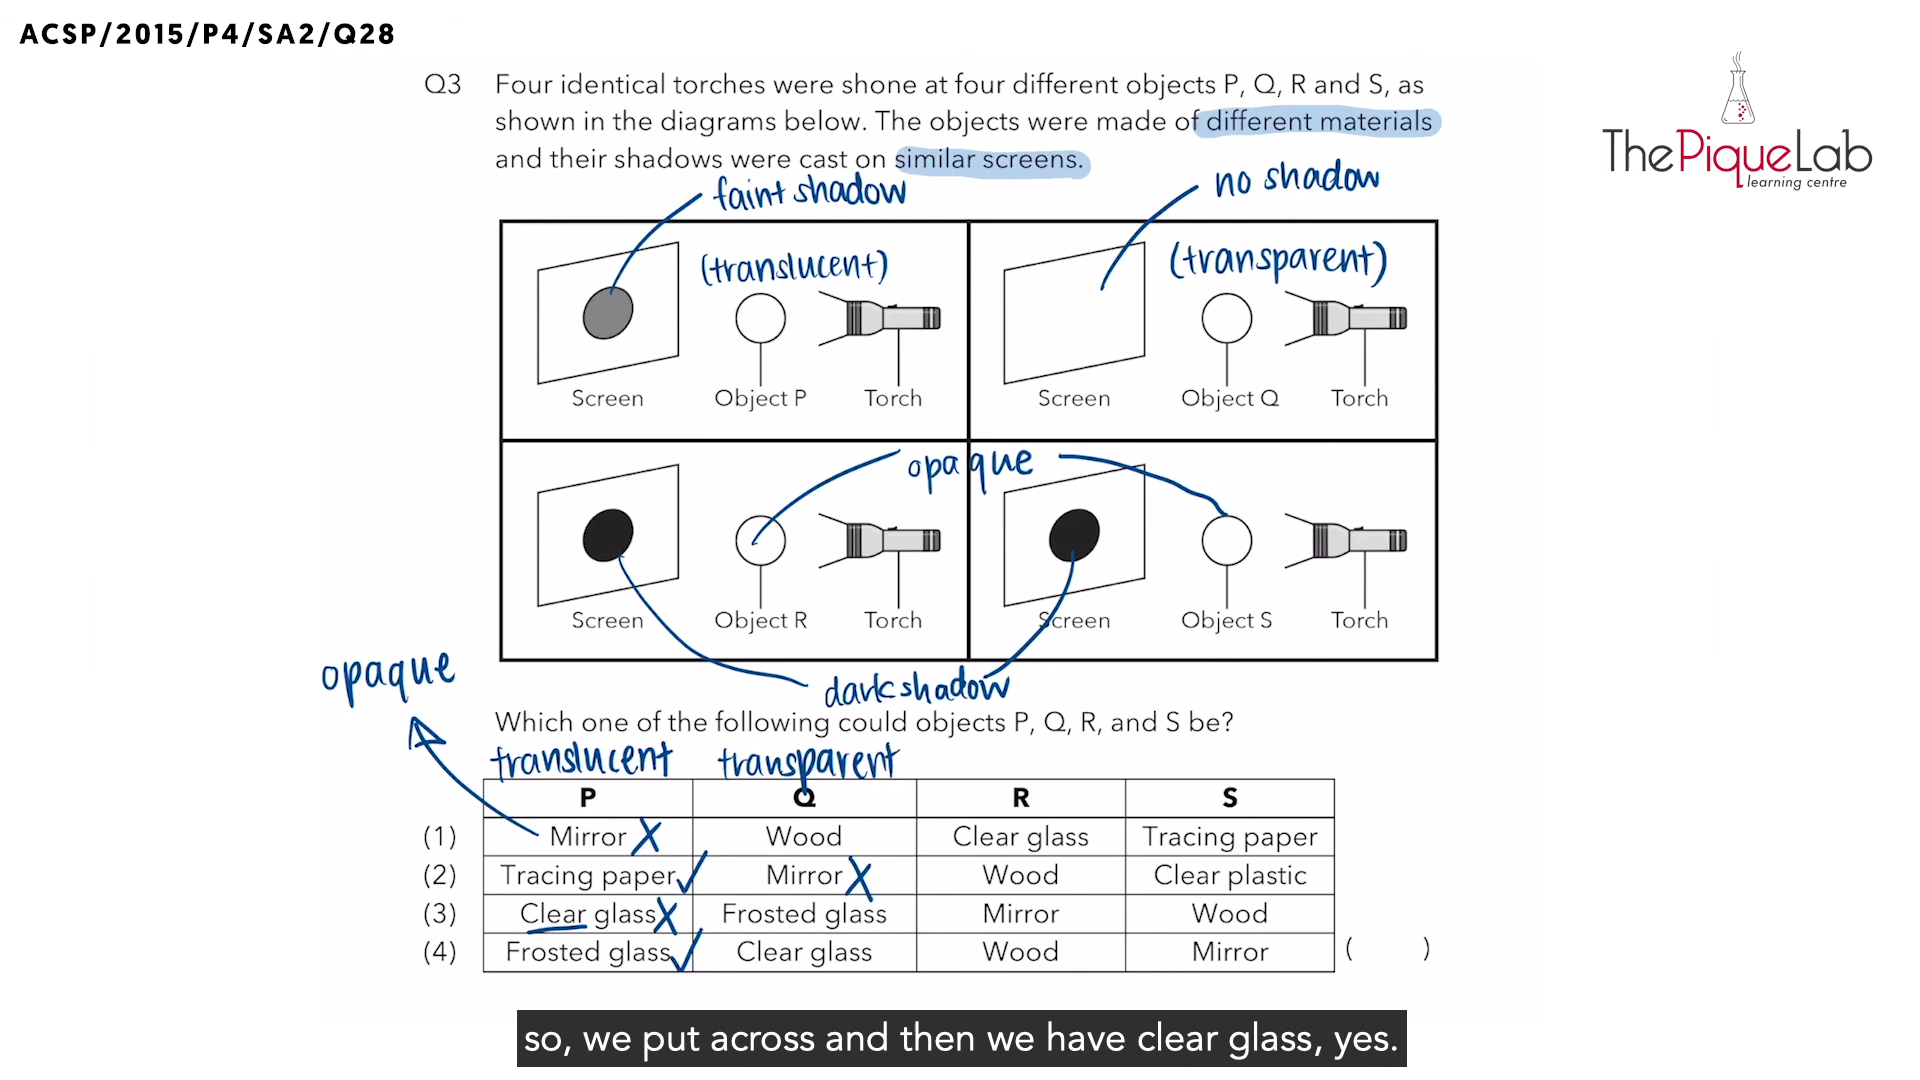 ACSP/2015/P4/SA2/Q28
ThePiqueLab
learning centre
Q3 Four identical torches were shone at four different objects P, Q, R and S, as
shown in the diagrams below. The objects were made of different materials
and their shadows were cast on similar screens.
faint shadow
no shadow
(translucent)
(transparent)
Screen Object P Torch
Screen Object Q Torch
opaque
Screen Object R Torch
Screen Object S Torch
opaque
dark shadow
Which one of the following could objects P, Q, R, and S be?
translucent transparent
P Q R S
(1) Mirror X Wood Clear glass Tracing paper
(2) Tracing paper ✓ Mirror X Wood Clear plastic
(3) Clear glass X Frosted glass Mirror Wood
(4) Frosted glass ✓ Clear glass Wood Mirror ( )
so, we put across and then we have clear glass, yes.